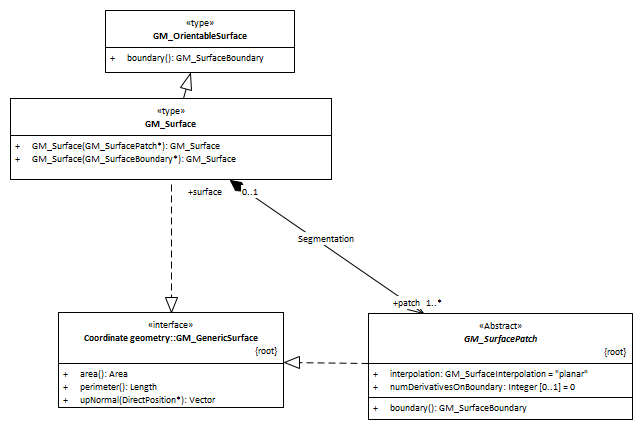 «type»
GM_OrientableSurface
+ boundary(): GM_SurfaceBoundary
«type»
GM_Surface
+ GM_Surface(GM_SurfacePatch*): GM_Surface
+ GM_Surface(GM_SurfaceBoundary*): GM_Surface
+surface 0..1
Segmentation
+patch 1..*
«interface»
Coordinate geometry::GM_GenericSurface
{root}
+ area(): Area
+ perimeter(): Length
+ upNormal(DirectPosition*): Vector
«Abstract»
GM_SurfacePatch
{root}
+ interpolation: GM_SurfaceInterpolation = "planar"
+ numDerivativesOnBoundary: Integer [0..1] = 0
+ boundary(): GM_SurfaceBoundary